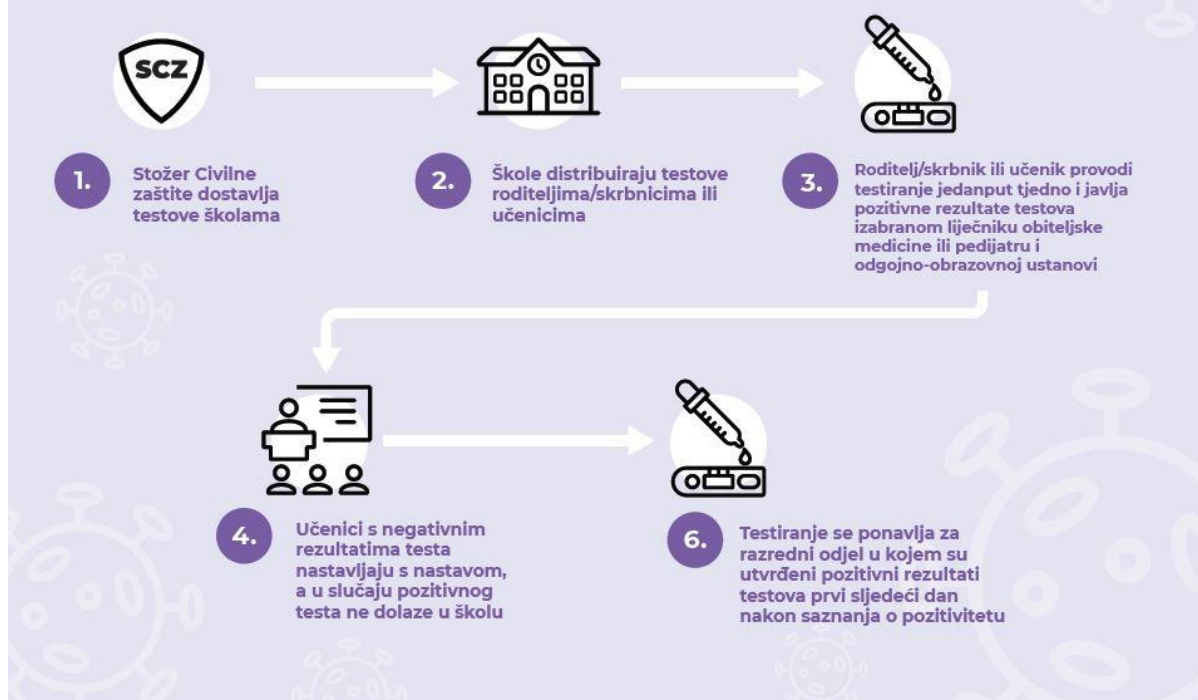 SCZ
1.
Stožer Civilne
zaštite dostavlja
testove školama
2.
Škole distribuiraju testove
roditeljima/skrbnicima ili
učenicima
3.
Roditelj/skrbnik ili učenik provodi
testiranje jedanput tjedno i javlja
pozitivne rezultate testova
izabranom liječniku obiteljske
medicine ili pedijatru i
odgojno-obrazovnoj ustanovi
4.
Učenici s negativnim
rezultatima testa
nastavljaju s nastavom,
a u slučaju pozitivnog
testa ne dolaze u školu
6.
Testiranje se ponavlja za
razredni odjel u kojem su
utvrđeni pozitivni rezultati
testova prvi sljedeći dan
nakon saznanja o pozitivitetu